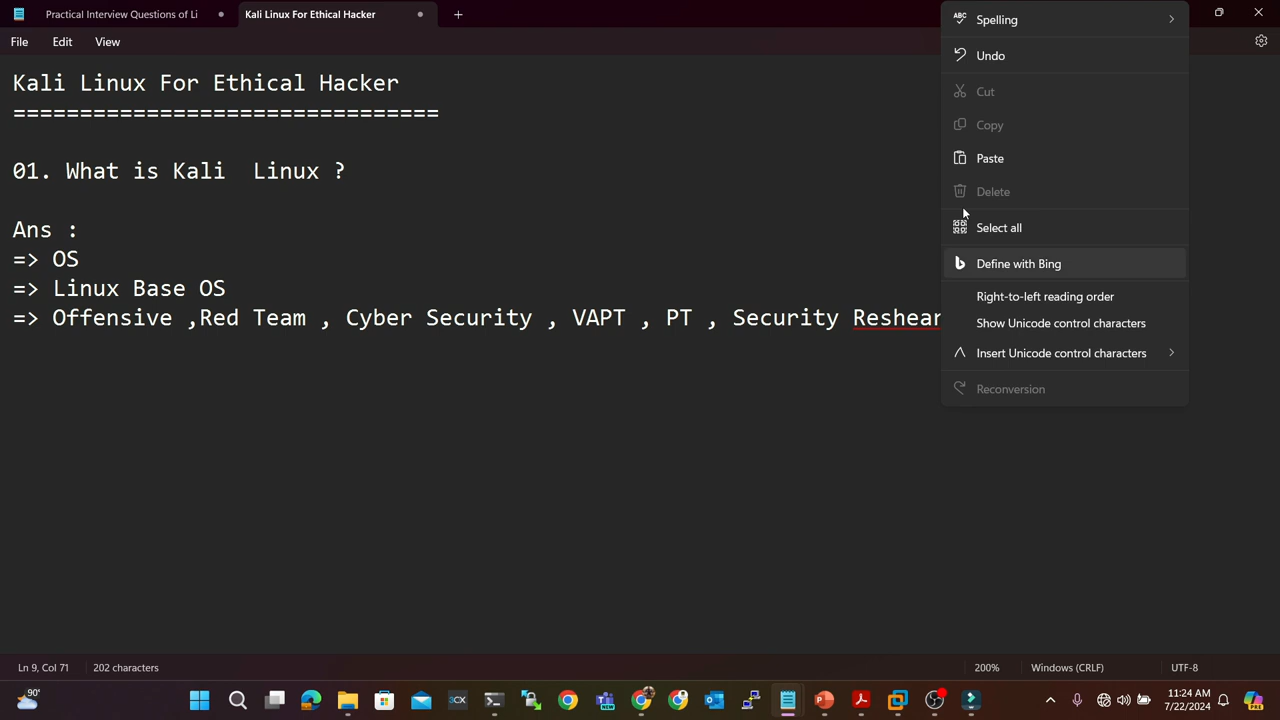 Practical Interview Questions of Li
Kali Linux For Ethical Hacker
File Edit View
Kali Linux For Ethical Hacker
================================
01. What is Kali  Linux ?
Ans :
=> OS
=> Linux Base OS
=> Offensive ,Red Team , Cyber Security , VAPT , PT , Security Reshear
Spelling
Undo
Cut
Copy
Paste
Delete
Select all
Define with Bing
Right-to-left reading order
Show Unicode control characters
Insert Unicode control characters
Reconversion
Ln 9, Col 71 202 characters 200% Windows (CRLF) UTF-8
90°
11:24 AM
7/22/2024